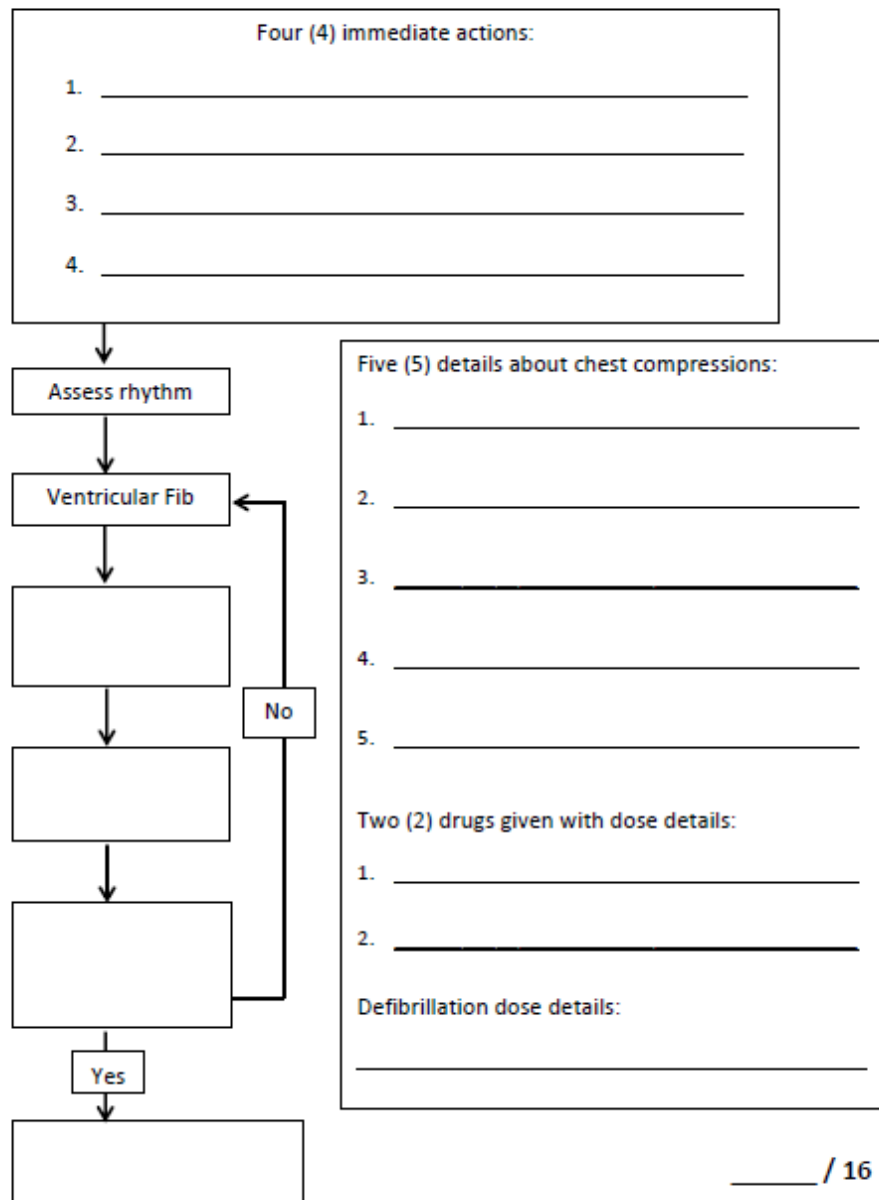 Four (4) immediate actions:
1.
2.
3.
4.
Assess rhythm
Ventricular Fib
No
Yes
Five (5) details about chest compressions:
1.
2.
3.
4.
5.
Two (2) drugs given with dose details:
1.
2.
Defibrillation dose details:
______ / 16